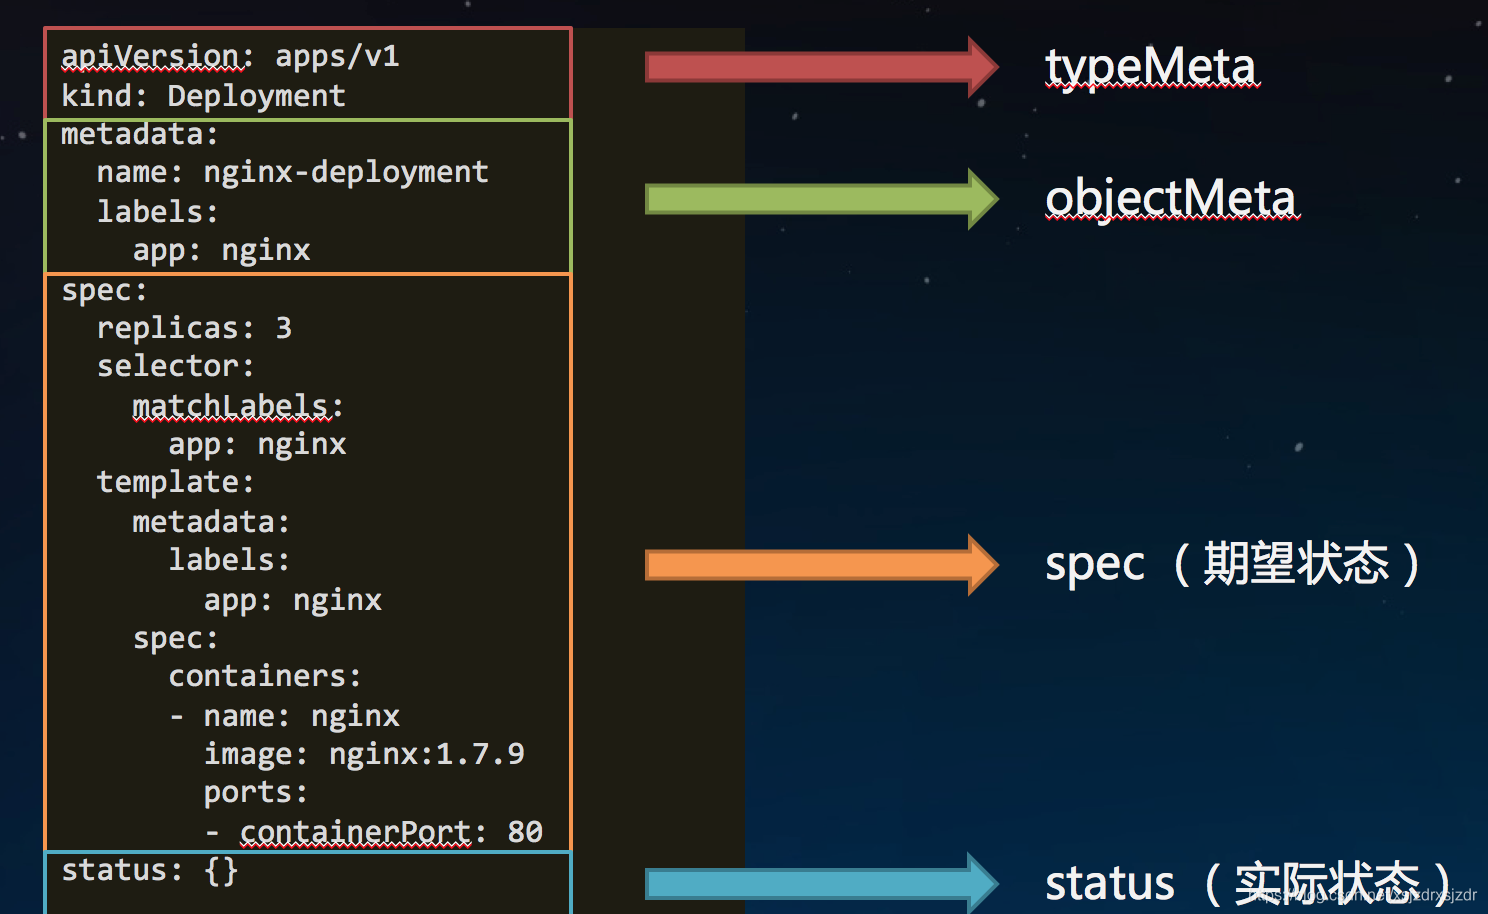 apiVersion: apps/v1
kind: Deployment
metadata:
  name: nginx-deployment
  labels:
    app: nginx
spec:
  replicas: 3
  selector:
    matchLabels:
      app: nginx
  template:
    metadata:
      labels:
        app: nginx
    spec:
      containers:
      - name: nginx
        image: nginx:1.7.9
        ports:
        - containerPort: 80
status: {}
typeMeta
objectMeta
spec（期望状态）
status（实际状态）
https://blog.csdn.net/xsjzdrxsjzdr